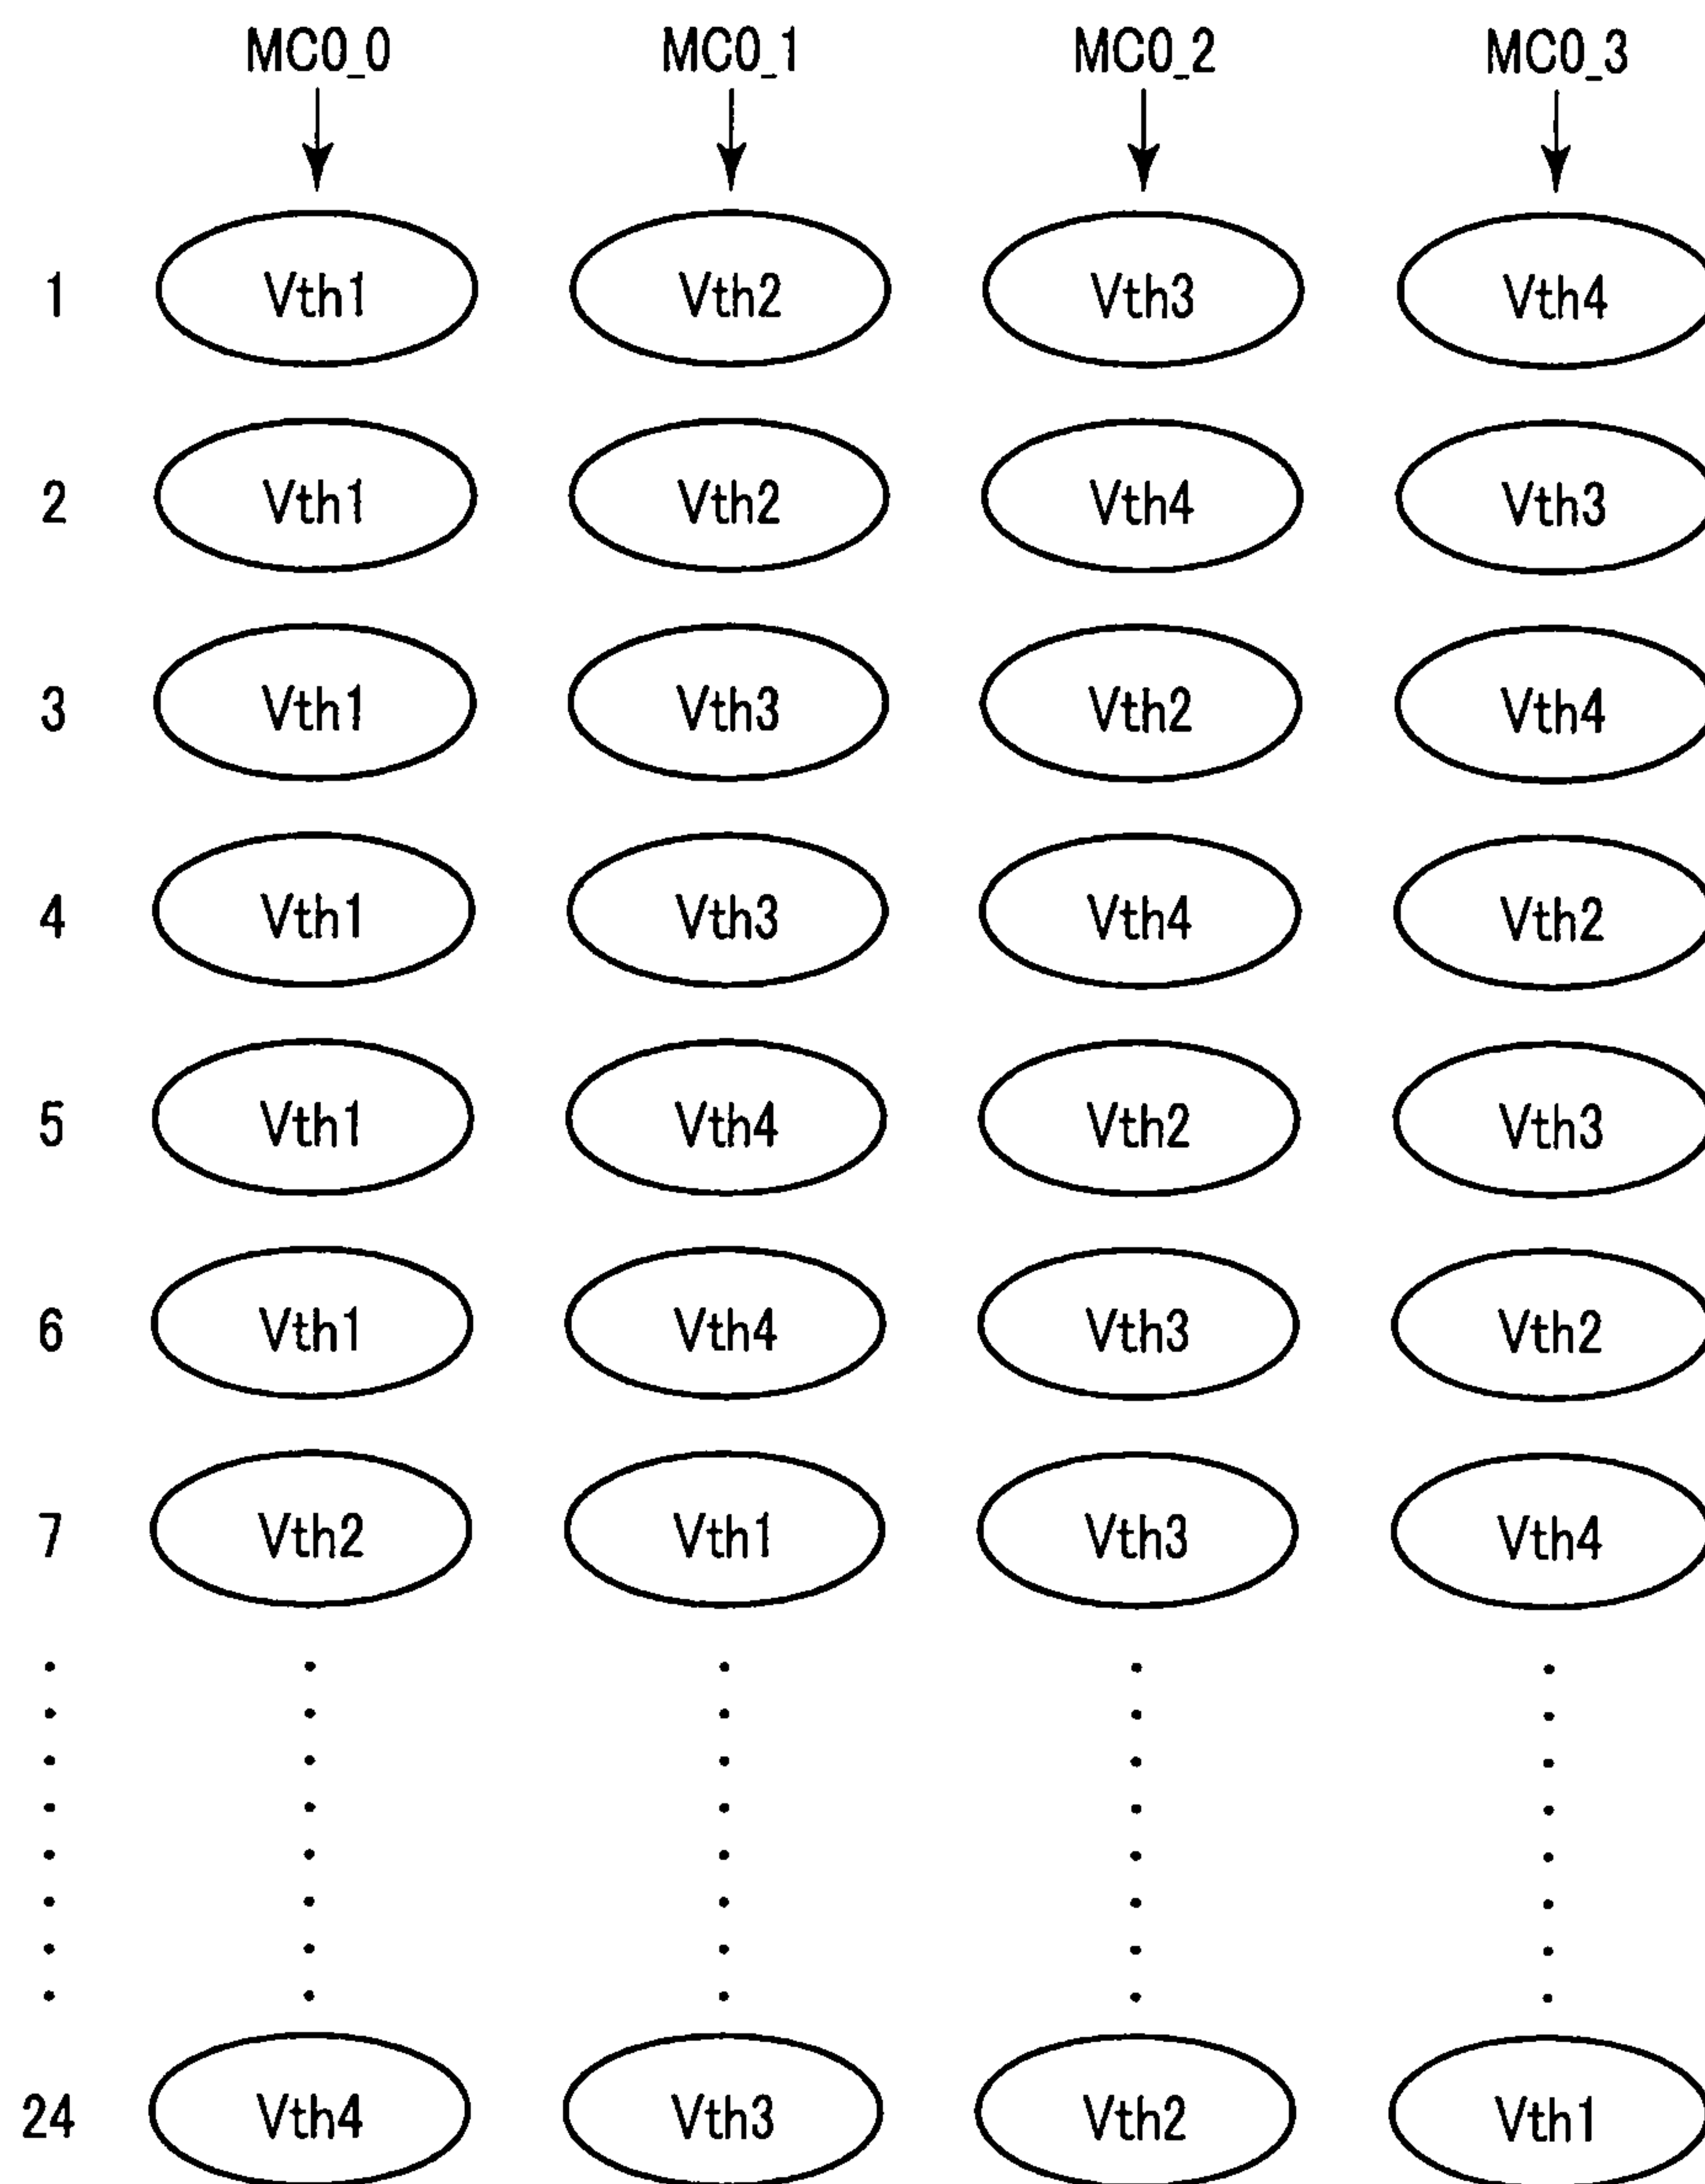 MC0_0 MC0_1 MC0_2 MC0_3
1 Vth1 Vth2 Vth3 Vth4
2 Vth1 Vth2 Vth4 Vth3
3 Vth1 Vth3 Vth2 Vth4
4 Vth1 Vth3 Vth4 Vth2
5 Vth1 Vth4 Vth2 Vth3
6 Vth1 Vth4 Vth3 Vth2
7 Vth2 Vth1 Vth3 Vth4
24 Vth4 Vth3 Vth2 Vth1